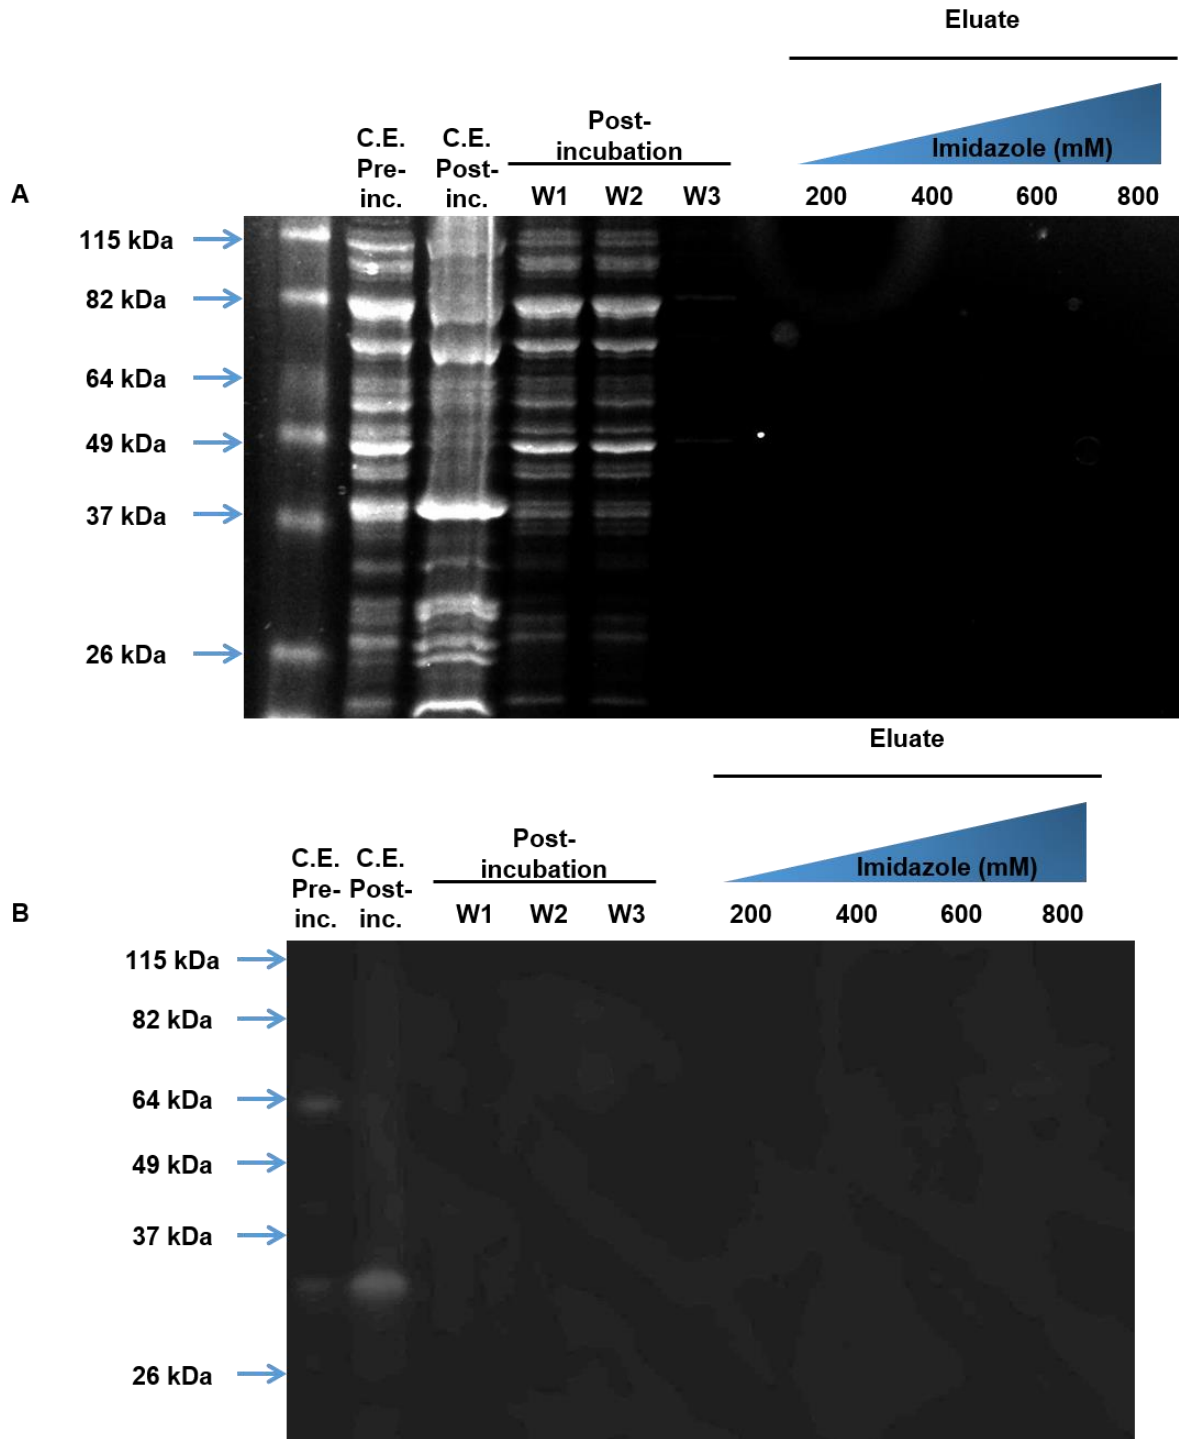 Eluate
Imidazole (mM)
C.E. Pre-inc.
C.E. Post-inc.
Post-incubation
A
W1 W2 W3 200 400 600 800
115 kDa
82 kDa
64 kDa
49 kDa
37 kDa
26 kDa
Eluate
Imidazole (mM)
C.E. Pre-inc.
C.E. Post-inc.
Post-incubation
B
W1 W2 W3 200 400 600 800
115 kDa
82 kDa
64 kDa
49 kDa
37 kDa
26 kDa